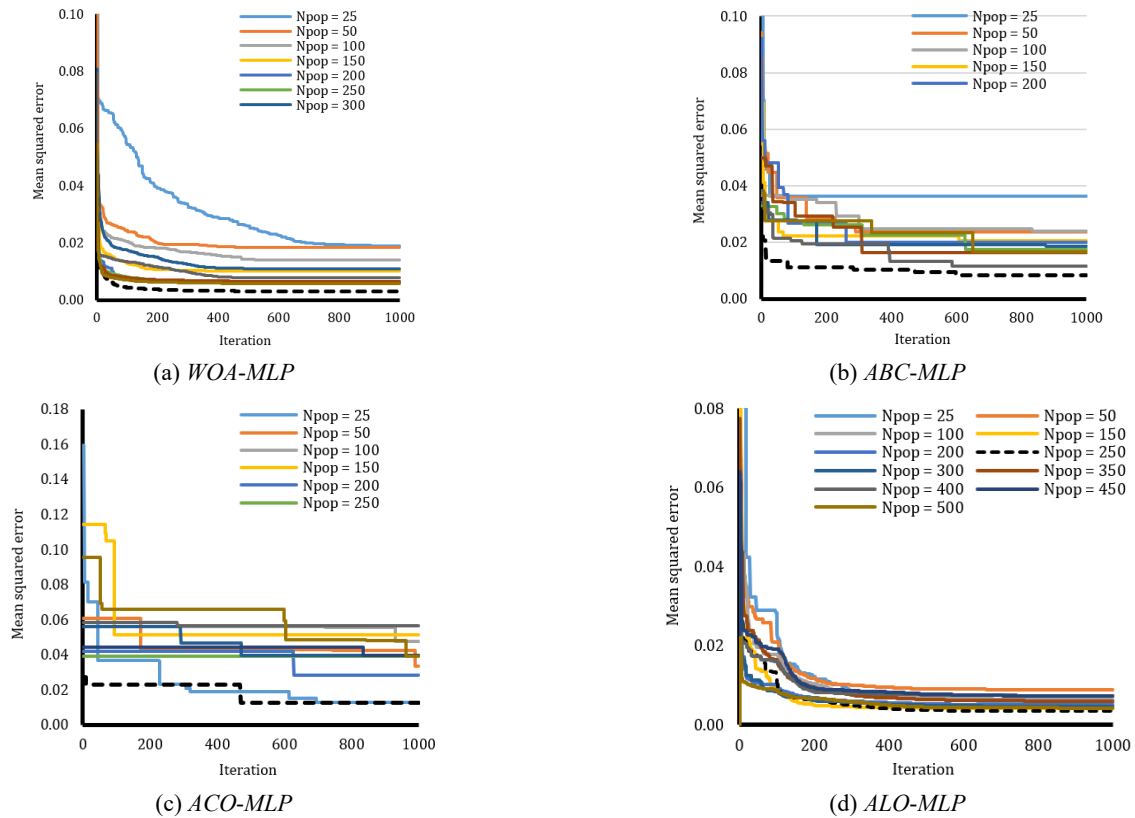 0.10
0.08
0.06
0.04
0.02
0.00
Mean squared error
0 200 400 600 800 1000
Iteration
Npop = 25
Npop = 50
Npop = 100
Npop = 150
Npop = 200
Npop = 250
Npop = 300
(a) WOA-MLP
0.10
0.08
0.06
0.04
0.02
0.00
Mean squared error
0 200 400 600 800 1000
Iteration
Npop = 25
Npop = 50
Npop = 100
Npop = 150
Npop = 200
(b) ABC-MLP
0.18
0.16
0.14
0.12
0.10
0.08
0.06
0.04
0.02
0.00
Mean squared error
0 200 400 600 800 1000
Iteration
Npop = 25
Npop = 50
Npop = 100
Npop = 150
Npop = 200
Npop = 250
(c) ACO-MLP
0.08
0.06
0.04
0.02
0.00
Mean squared error
0 200 400 600 800 1000
Iteration
Npop = 25 Npop = 50
Npop = 100 Npop = 150
Npop = 200 Npop = 250
Npop = 300 Npop = 350
Npop = 400 Npop = 450
Npop = 500
(d) ALO-MLP